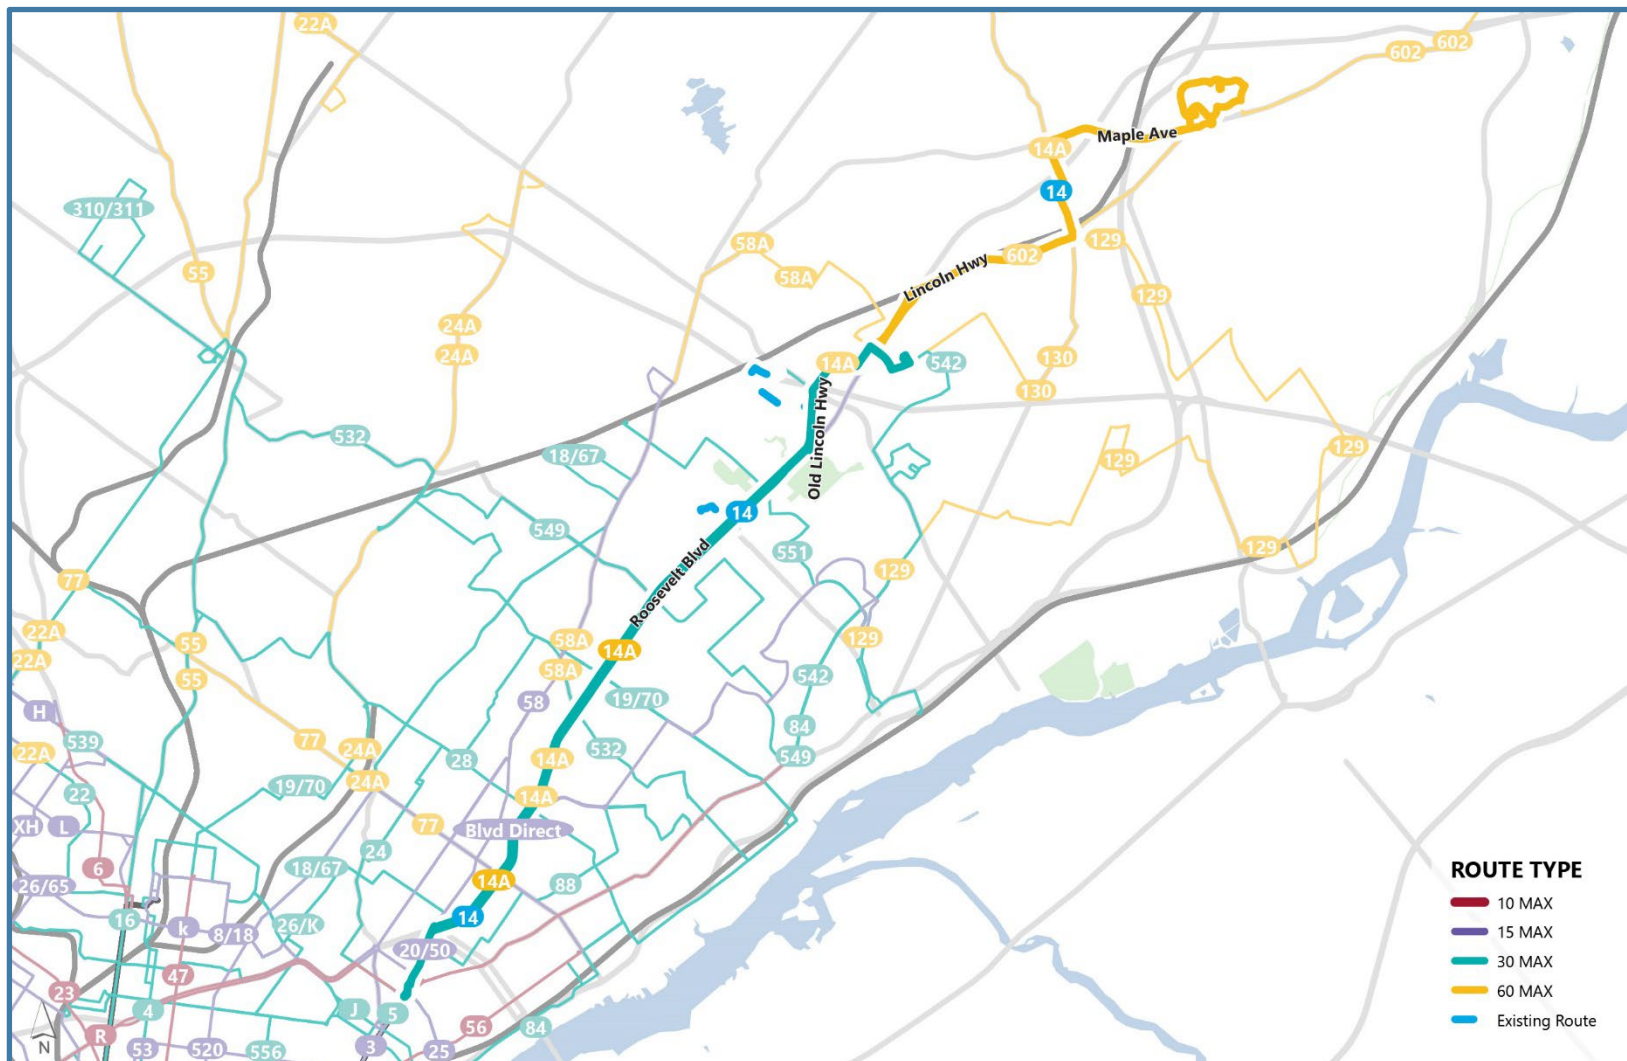 22A
602
602
Maple Ave
14A
14
310/311
58A
129
602
58A
Lincoln Hwy
55
129
24A
24A
130
14A
542
130
Old Lincoln Hwy
532
129
18/67
129
14
549
129
551
77
129
Roosevelt Blvd
22A
129
55
58A
14A
22A
58A
542
55
58
19/70
H
84
539
77
24A
532
22A
28
14A
549
24A
19/70
22
14A
XH
L
77
Blvd Direct
24
6
18/67
14A
26/65
88
14
16
k
8/18
26/K
20/50
47
23
4
J
5
R
56
84
N
53
520
556
3
25
ROUTE TYPE
10 MAX
15 MAX
30 MAX
60 MAX
Existing Route